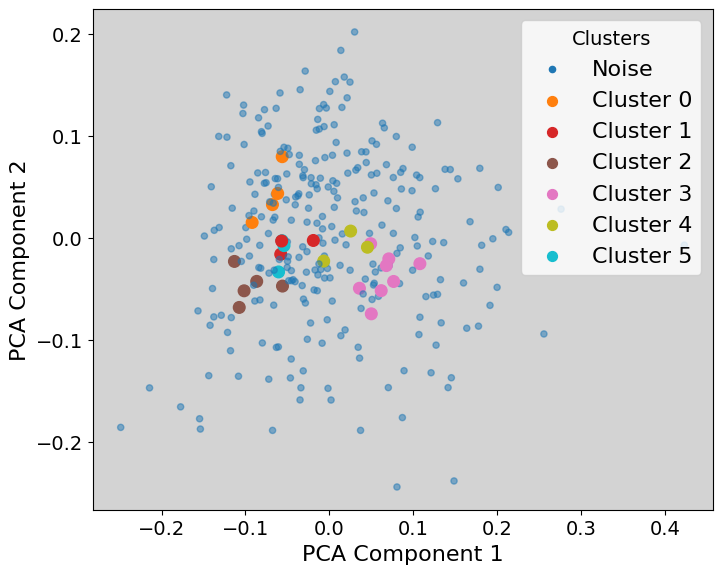 Clusters
Noise
Cluster 0
Cluster 1
Cluster 2
Cluster 3
Cluster 4
Cluster 5
PCA Component 2
0.2
0.1
0.0
−0.1
−0.2
−0.2
−0.1
0.0
0.1
0.2
0.3
0.4
PCA Component 1